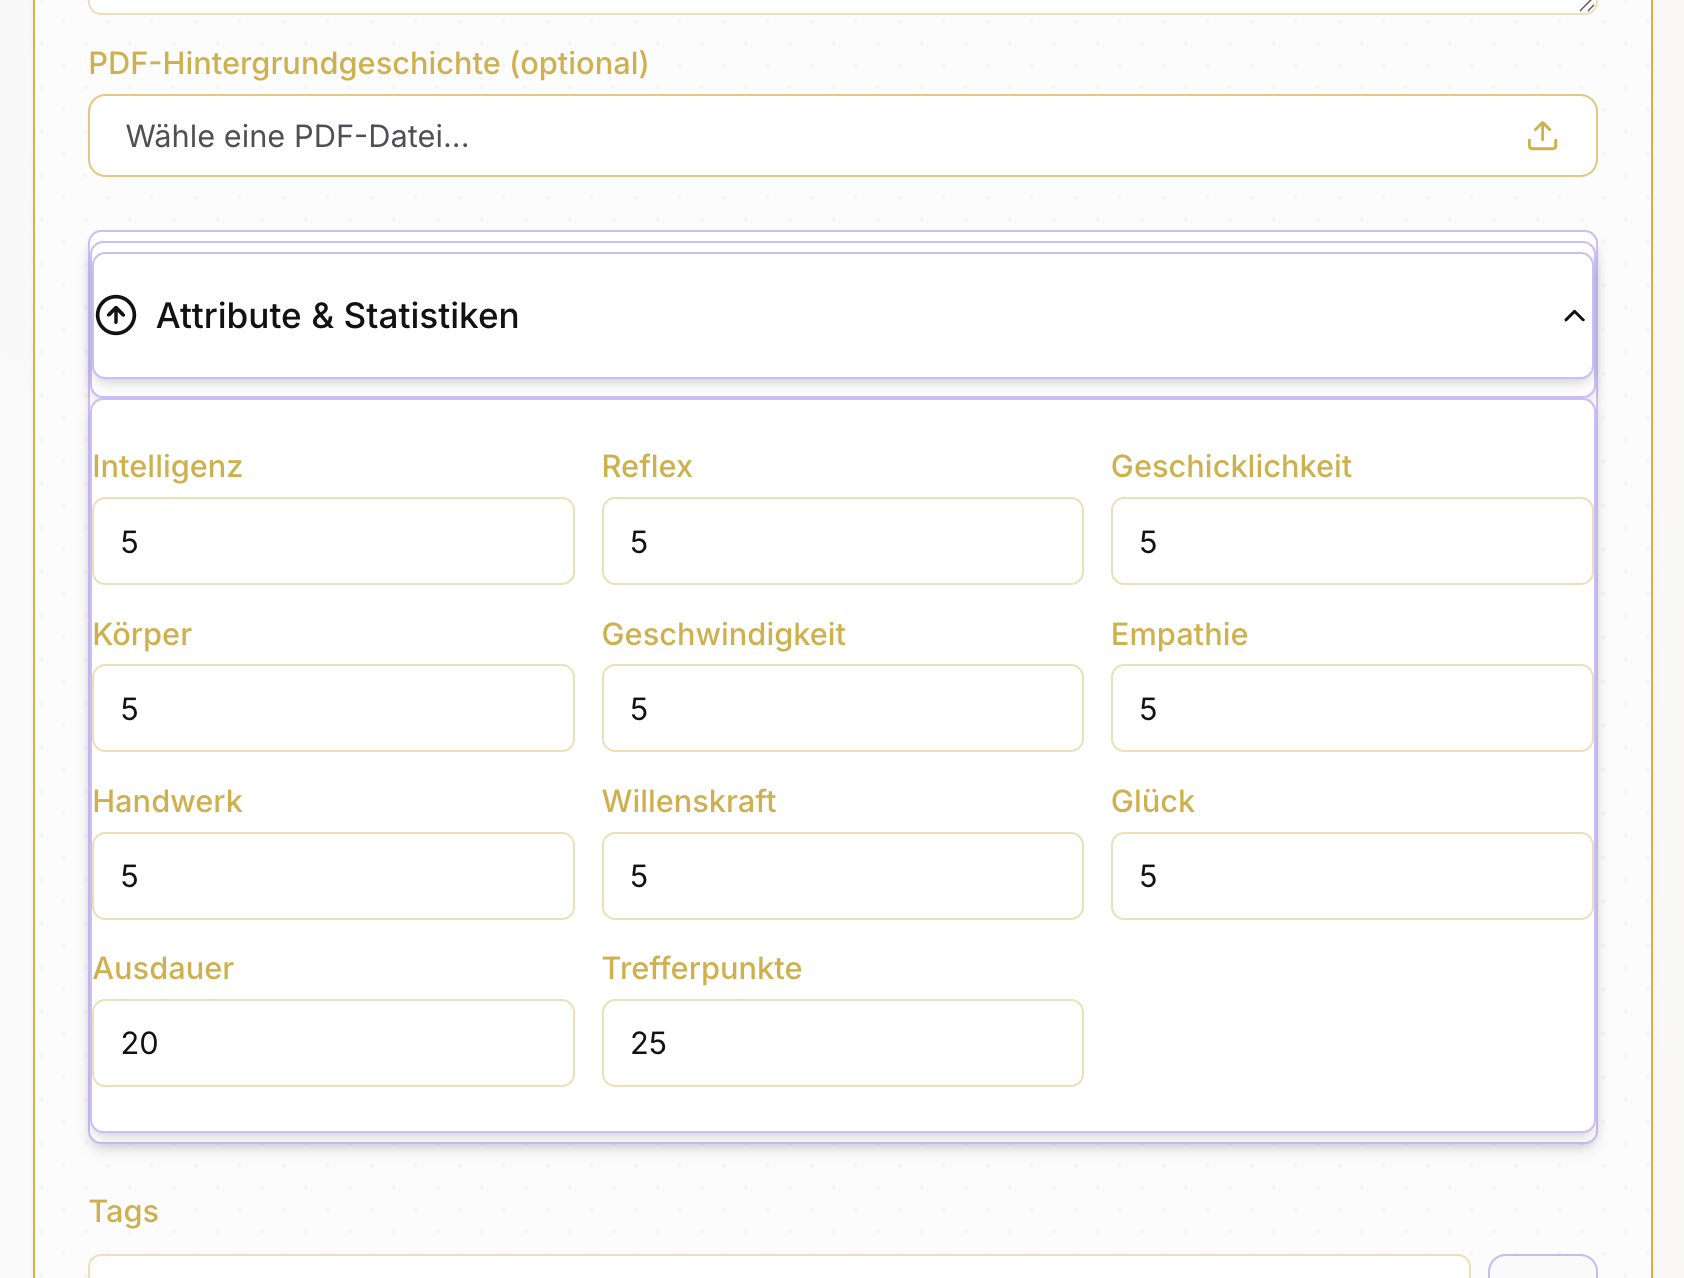 PDF-Hintergrundgeschichte (optional)
Wähle eine PDF-Datei...
Attribute & Statistiken
Intelligenz Reflex Geschicklichkeit
5 5 5
Körper Geschwindigkeit Empathie
5 5 5
Handwerk Willenskraft Glück
5 5 5
Ausdauer Trefferpunkte
20 25
Tags